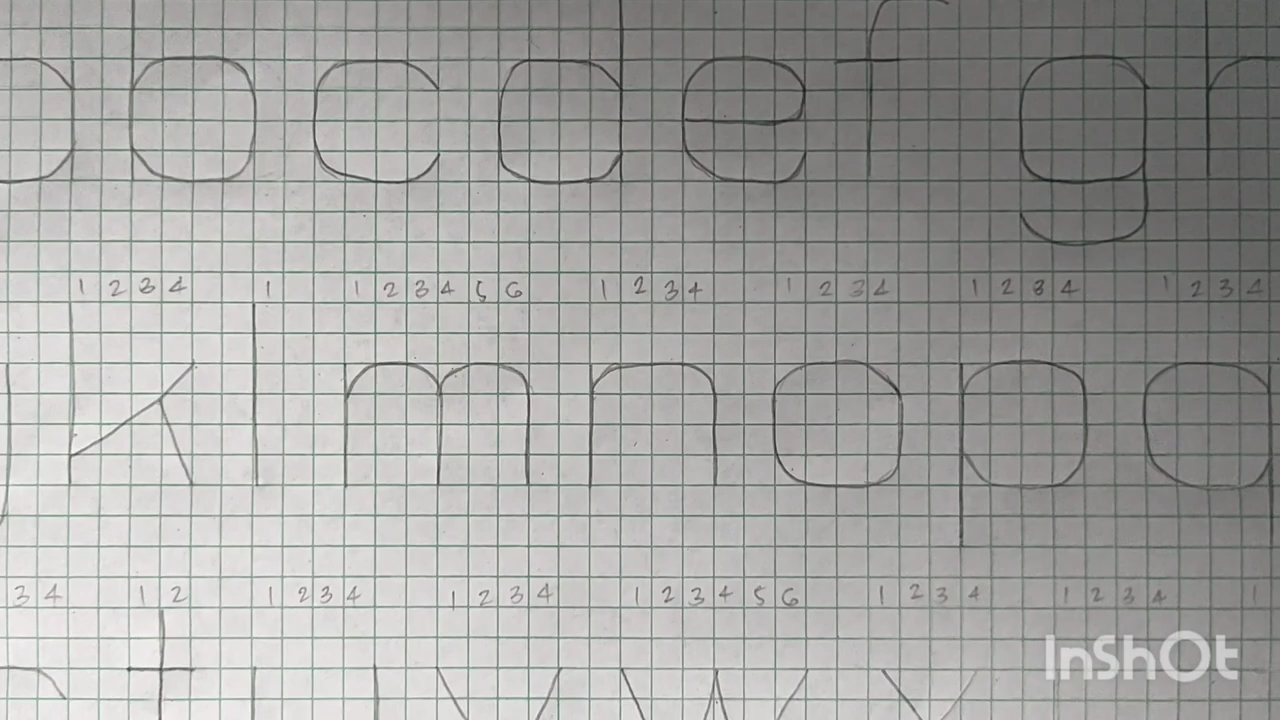 a b c d e f g h
1 2 3 4 1 1 2 3 4 5 6 1 2 3 4 1 2 3 4 1 2 3 4 1 2 3 4
k l m n o p q
3 4 1 2 1 2 3 4 1 2 3 4 1 2 3 4 5 6 1 2 3 4 1 2 3 4 1
t u v w x
InShOt